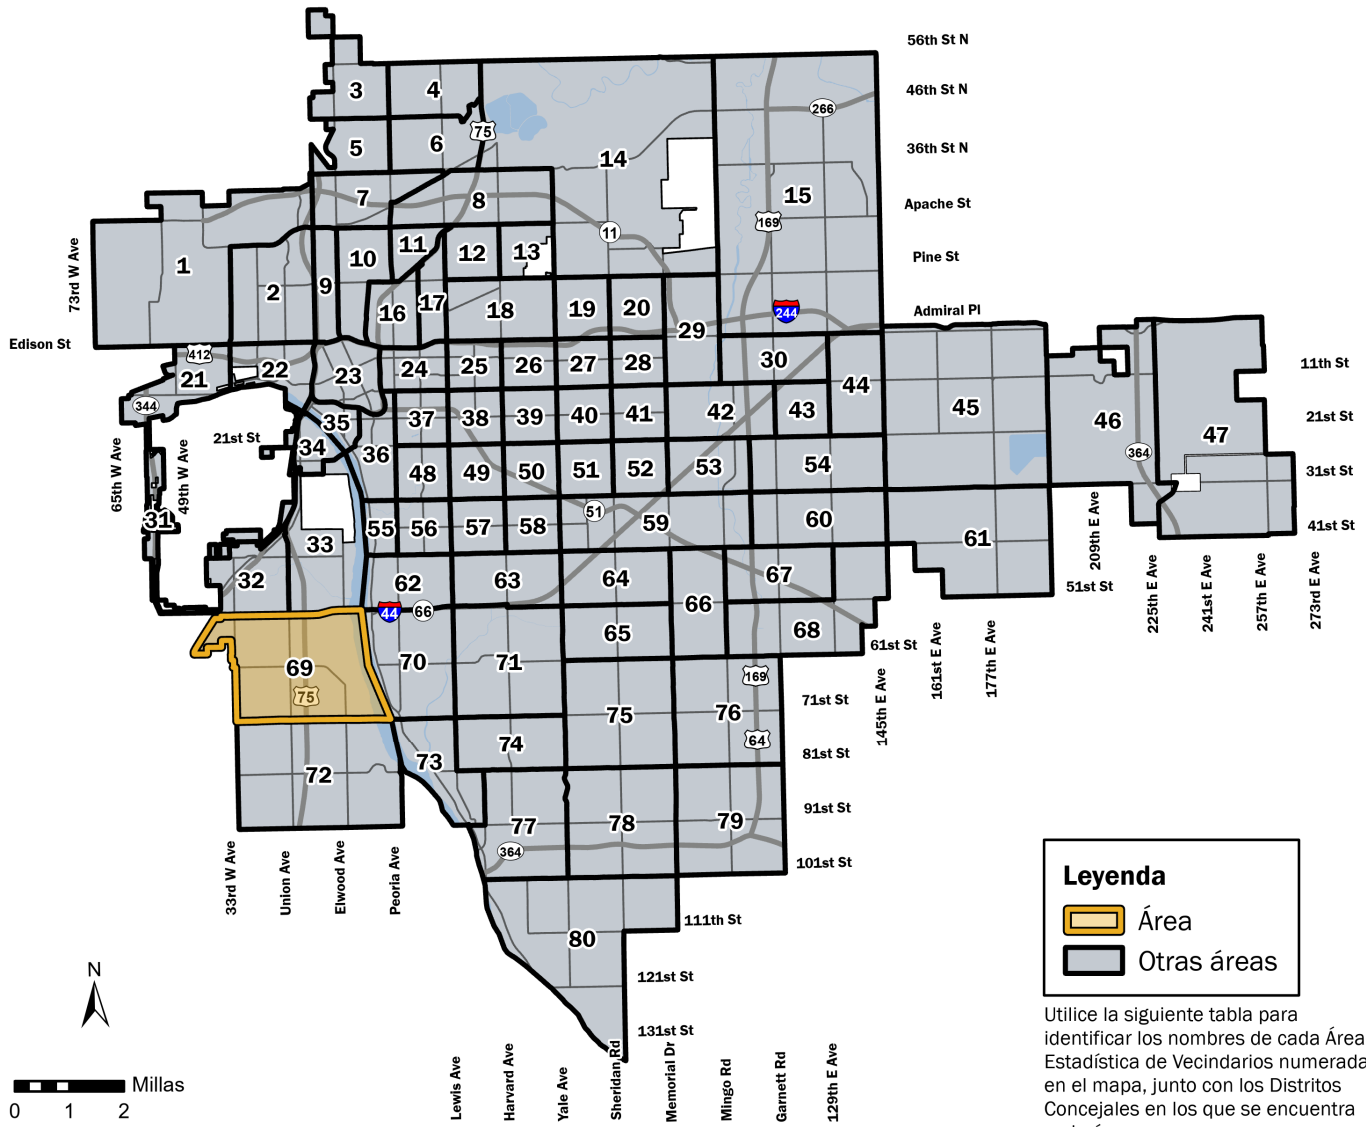 56th St N
3
4
46th St N
266
75
5
6
36th St N
14
7
8
15
Apache St
169
11
73rd W Ave
1
2
9
10
11
12
13
Pine St
16
17
18
19
20
29
244
Admiral Pl
Edison St
412
21
22
23
24
25
26
27
28
30
44
11th St
344
35
37
38
39
40
41
42
43
45
46
47
21st St
21st St
34
36
364
65th W Ave
49th W Ave
48
49
50
51
52
53
54
31st St
31
33
55
56
57
58
51
59
60
61
209th E Ave
41st St
32
62
63
64
67
51st St
225th E Ave
241st E Ave
257th E Ave
273rd E Ave
44
66
66
65
68
61st St
69
70
71
145th E Ave
161st E Ave
177th E Ave
75
169
71st St
75
76
64
74
81st St
72
73
77
78
79
91st St
364
101st St
33rd W Ave
Union Ave
Elwood Ave
Peoria Ave
111th St
80
121st St
131st St
N
Millas
0 1 2
Lewis Ave
Harvard Ave
Yale Ave
Sheridan Rd
Memorial Dr
Mingo Rd
Garnett Rd
129th E Ave
Leyenda
Área
Otras áreas
Utilice la siguiente tabla para
identificar los nombres de cada Área
Estadística de Vecindarios numerada
en el mapa, junto con los Distritos
Concejales en los que se encuentra